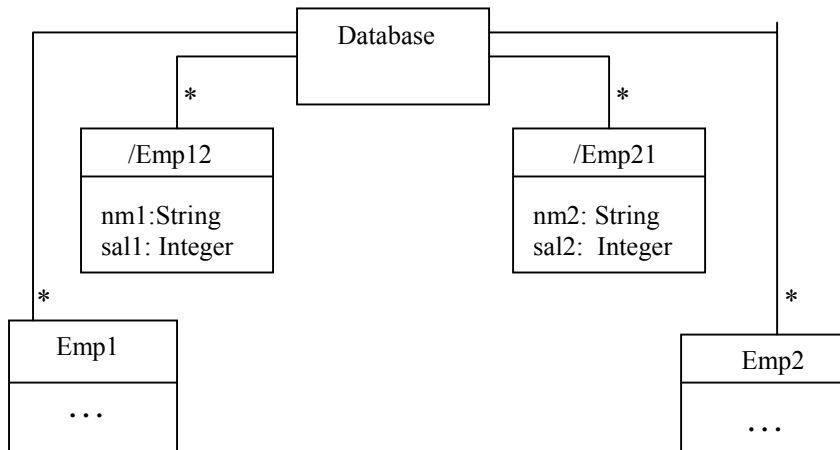 Database
*
*
/Emp12
/Emp21
nm1:String
sal1: Integer
nm2: String
sal2: Integer
*
*
Emp1
Emp2
...
...